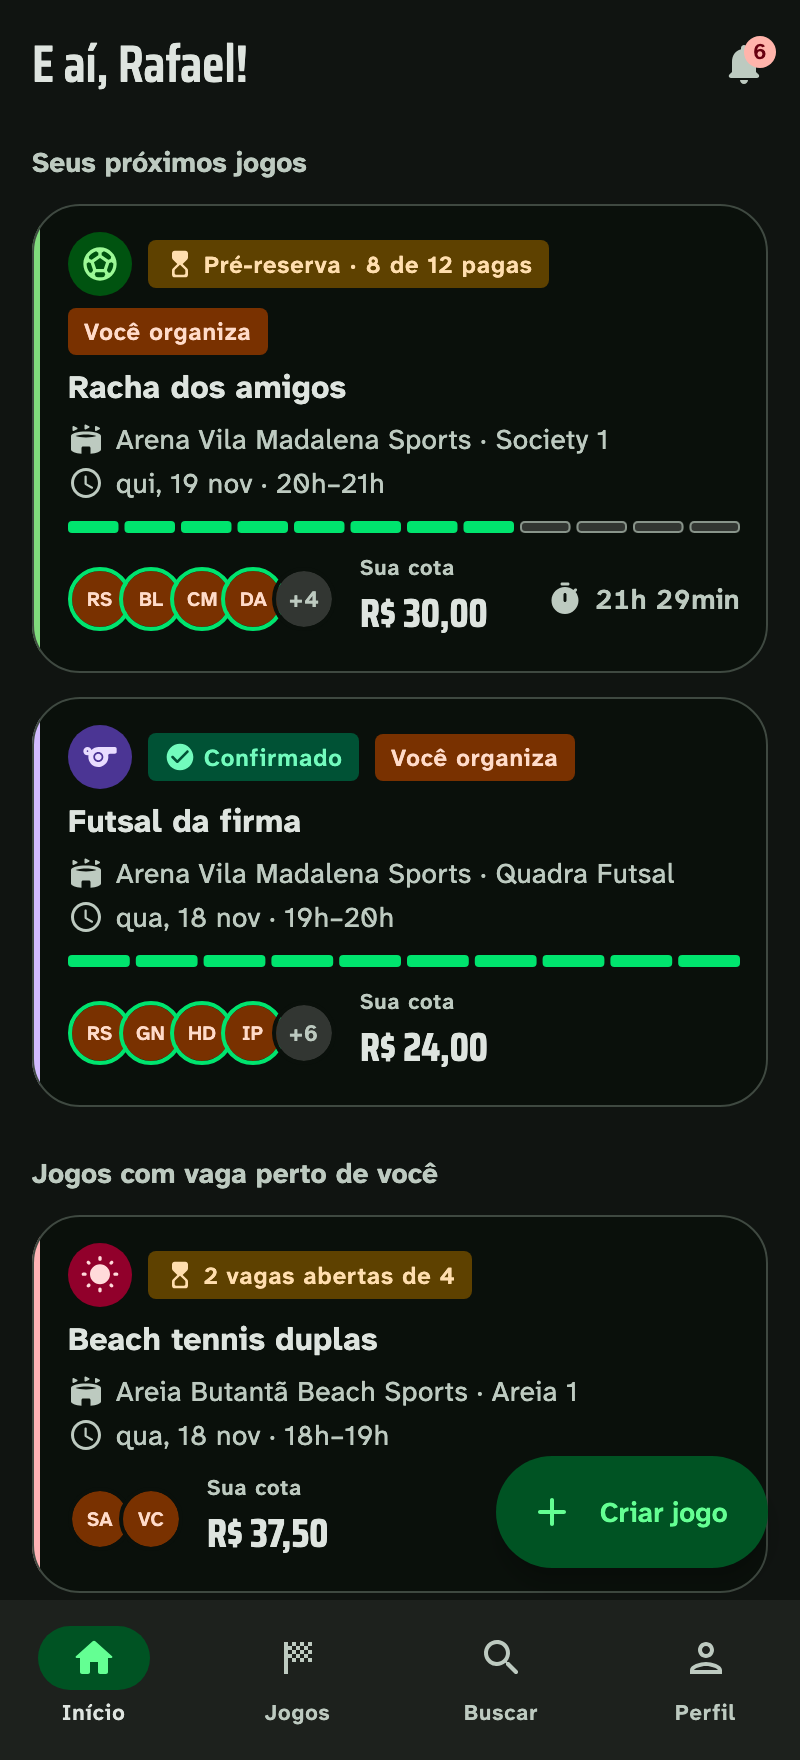 E aí, Rafael!
6
Seus próximos jogos
Pré-reserva · 8 de 12 pagas
Você organiza
Racha dos amigos
Arena Vila Madalena Sports · Society 1
qui, 19 nov · 20h–21h
RS BL CM DA +4
Sua cota
R$ 30,00
21h 29min
Confirmado
Você organiza
Futsal da firma
Arena Vila Madalena Sports · Quadra Futsal
qua, 18 nov · 19h–20h
RS GN HD IP +6
Sua cota
R$ 24,00
Jogos com vaga perto de você
2 vagas abertas de 4
Beach tennis duplas
Areia Butantã Beach Sports · Areia 1
qua, 18 nov · 18h–19h
SA VC
Sua cota
R$ 37,50
Criar jogo
Início
Jogos
Buscar
Perfil